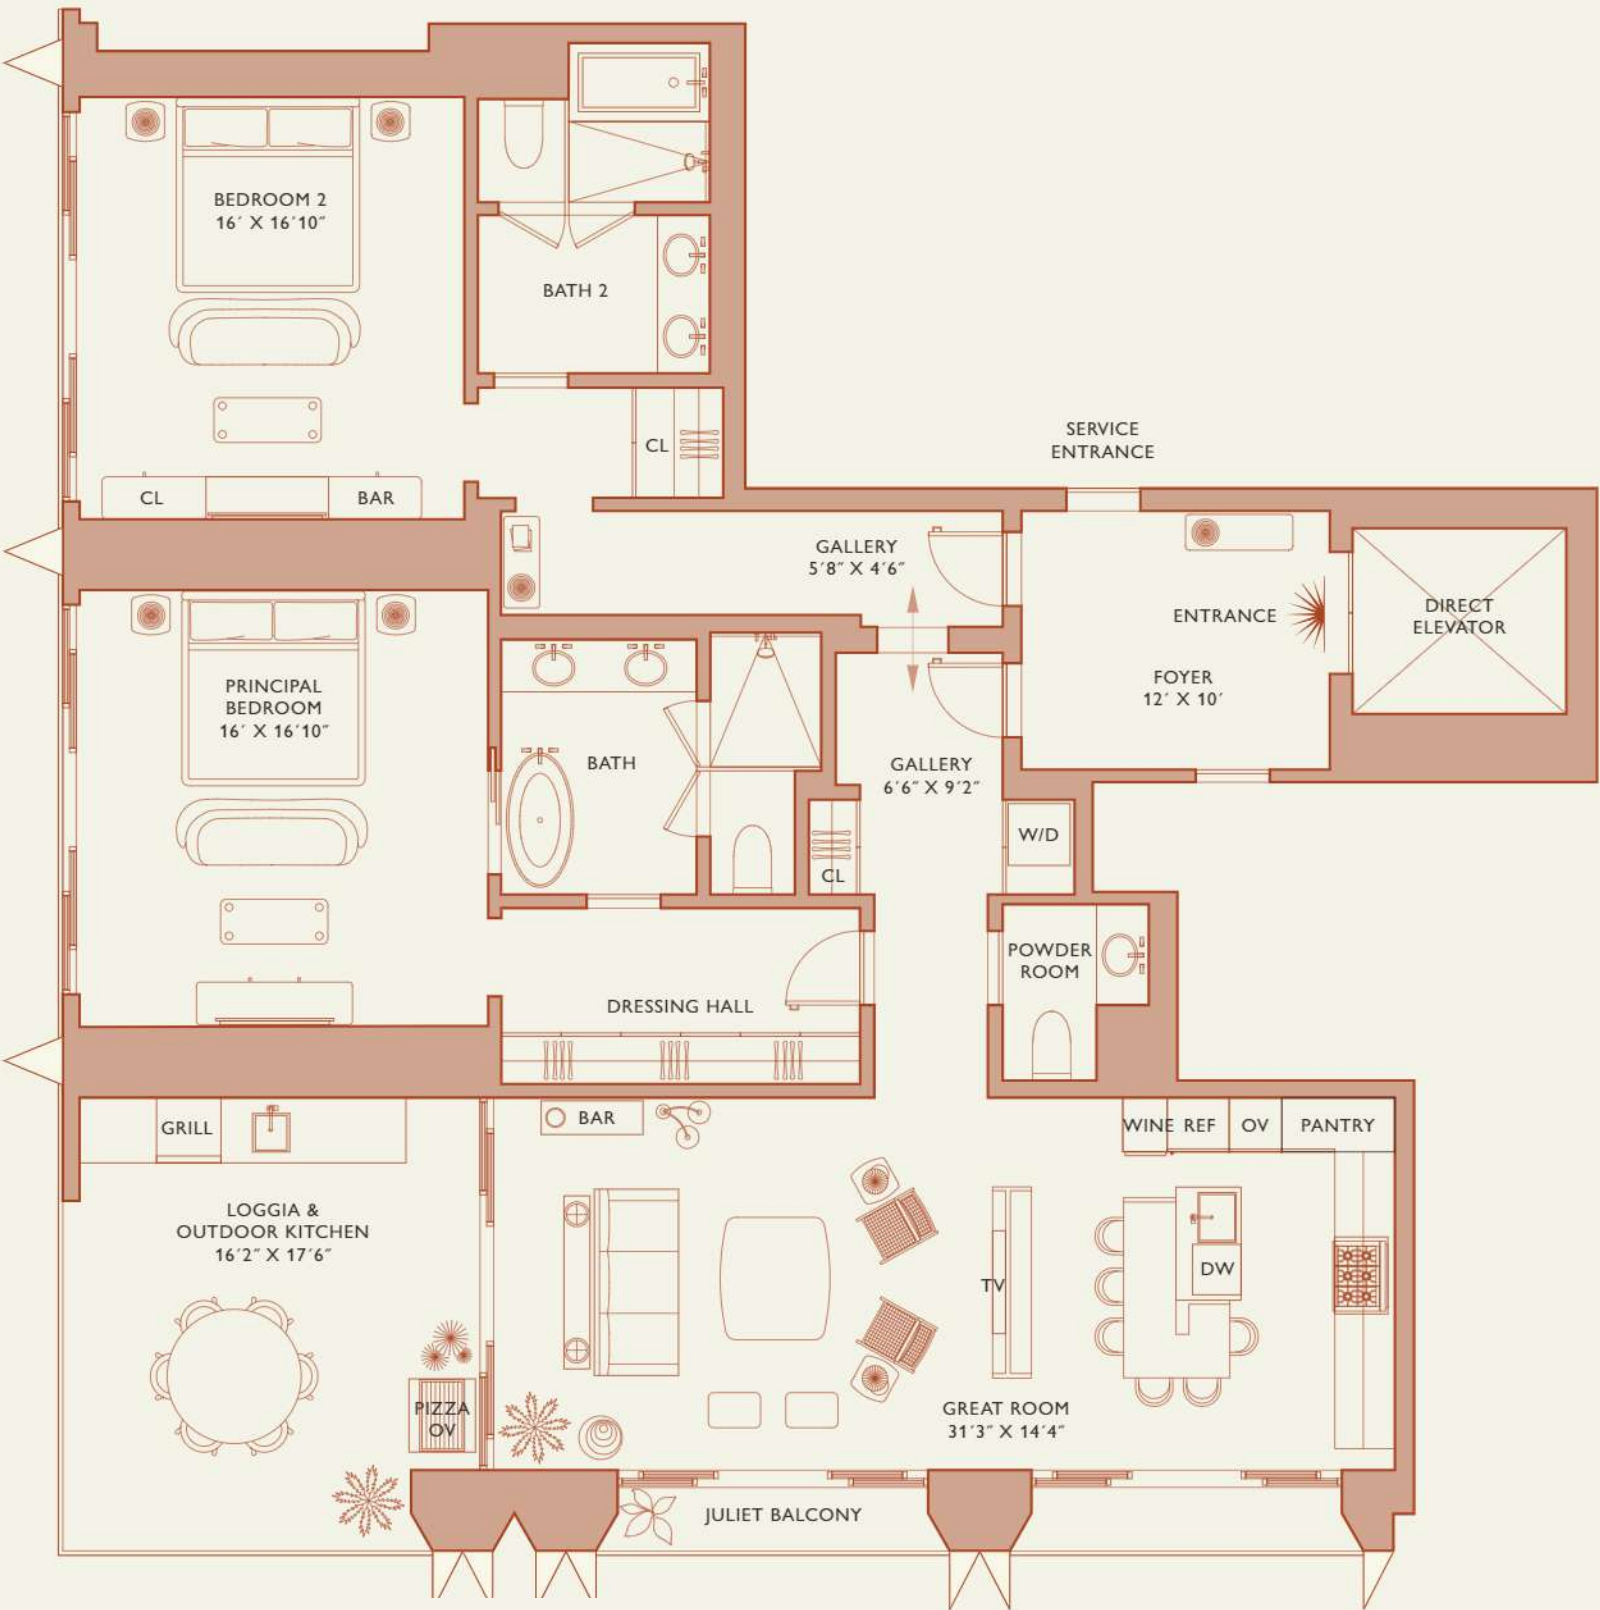 BEDROOM 2
16´ X 16´10˝
BATH 2
CL
CL
BAR
SERVICE
ENTRANCE
GALLERY
5´8˝ X 4´6˝
ENTRANCE
DIRECT
ELEVATOR
FOYER
12´ X 10´
PRINCIPAL
BEDROOM
16´ X 16´10˝
BATH
GALLERY
6´6˝ X 9´2˝
W/D
CL
POWDER
ROOM
DRESSING HALL
GRILL
BAR
WINE
REF
OV
PANTRY
LOGGIA &
OUTDOOR KITCHEN
16´2˝ X 17´6˝
TV
DW
PIZZA
OV
GREAT ROOM
31´3˝ X 14´4˝
JULIET BALCONY